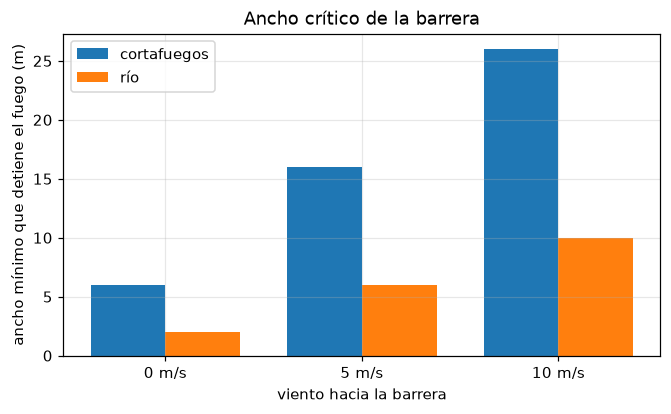 Ancho crítico de la barrera
cortafuegos
río
ancho mínimo que detiene el fuego (m)
25
20
15
10
5
0
0 m/s
5 m/s
10 m/s
viento hacia la barrera